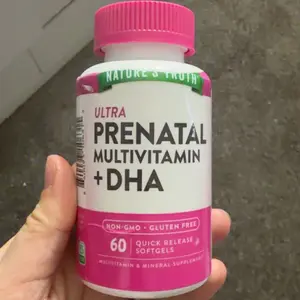 NATURE'S TRUTH
ULTRA
PRENATAL
MULTIVITAMIN
+ DHA
NON-GMO • GLUTEN FREE
60 QUICK RELEASE
SOFTGELS
MULTIVITAMIN & MINERAL SUPPLEMENT